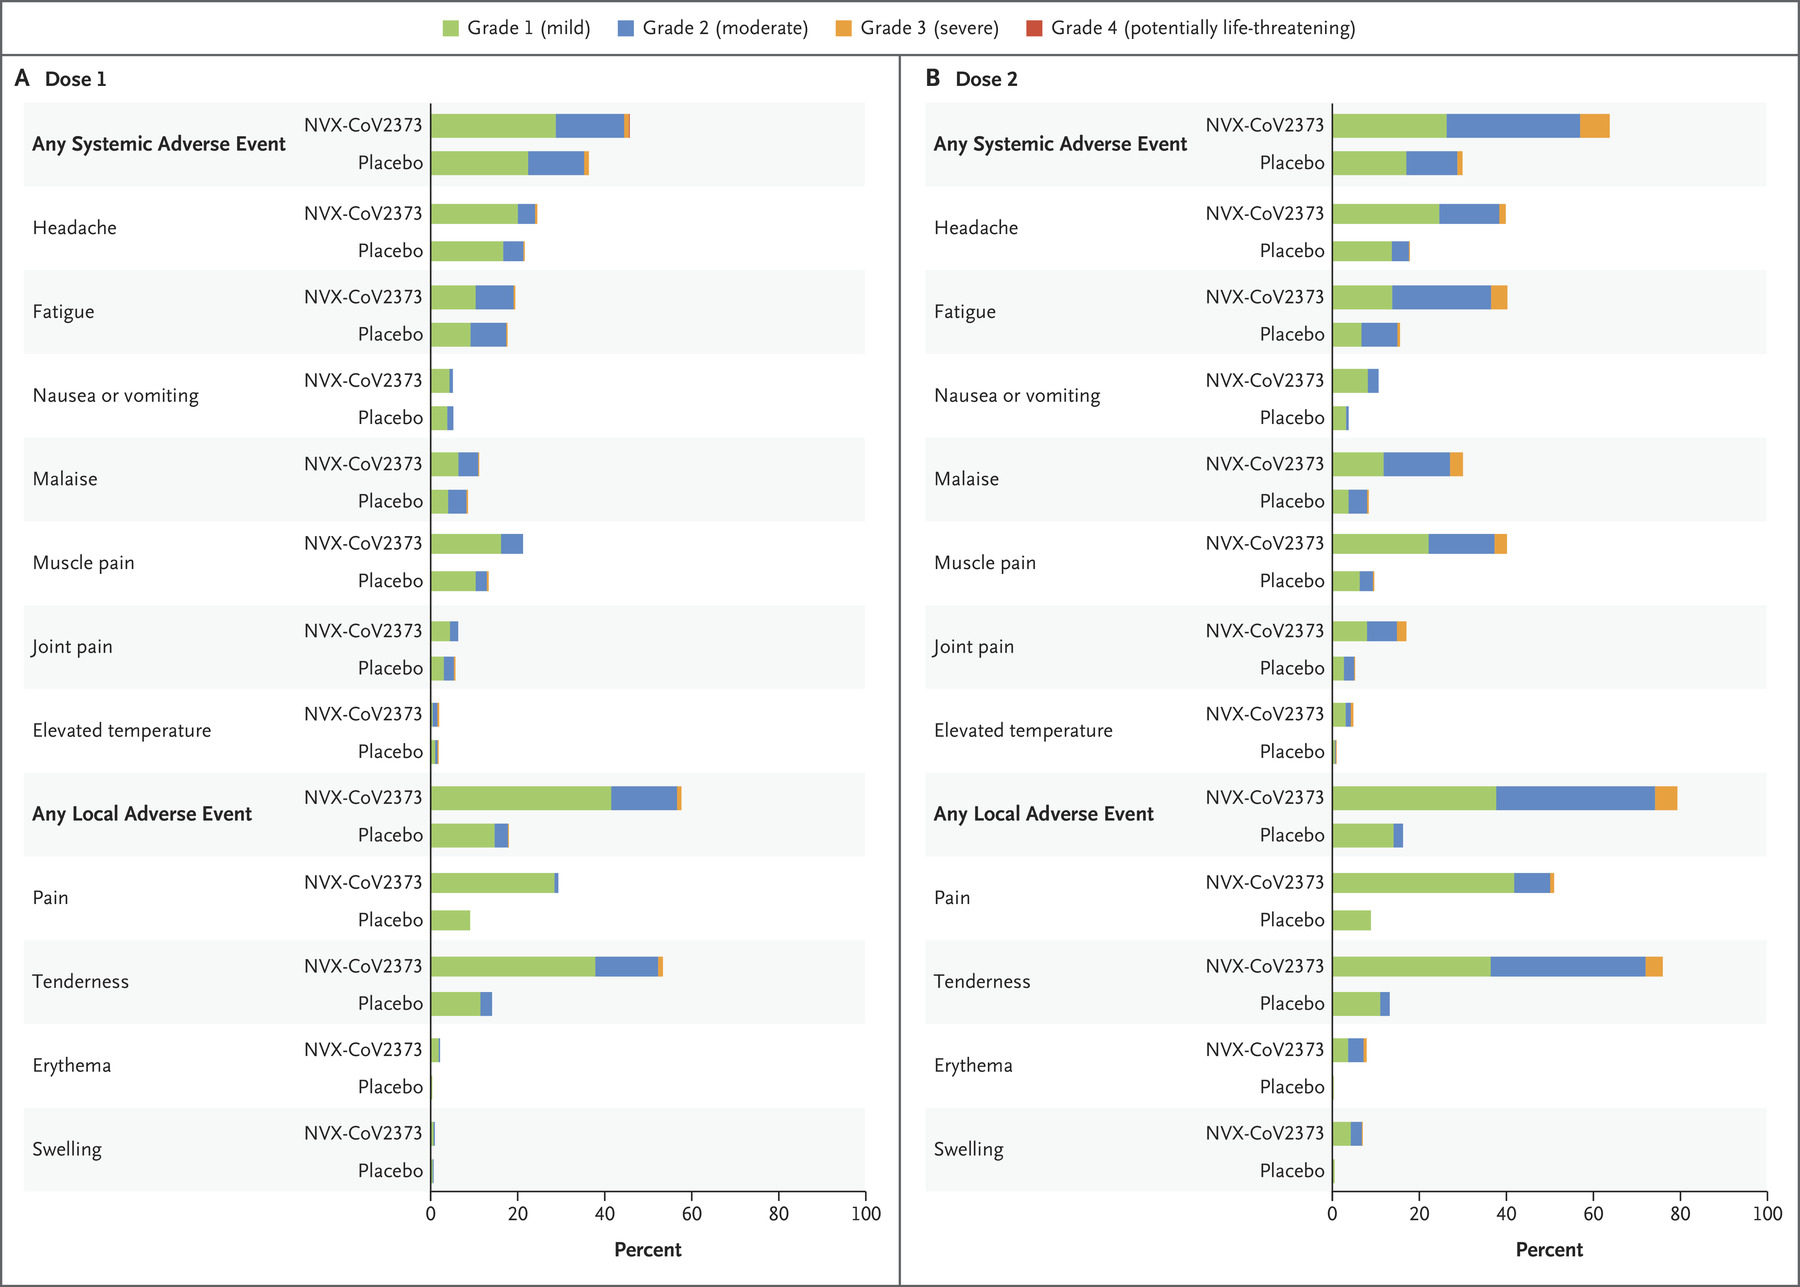 Grade 1 (mild) Grade 2 (moderate) Grade 3 (severe) Grade 4 (potentially life-threatening)
A Dose 1
Any Systemic Adverse Event
NVX-CoV2373
Placebo
Headache
NVX-CoV2373
Placebo
Fatigue
NVX-CoV2373
Placebo
Nausea or vomiting
NVX-CoV2373
Placebo
Malaise
NVX-CoV2373
Placebo
Muscle pain
NVX-CoV2373
Placebo
Joint pain
NVX-CoV2373
Placebo
Elevated temperature
NVX-CoV2373
Placebo
Any Local Adverse Event
NVX-CoV2373
Placebo
Pain
NVX-CoV2373
Placebo
Tenderness
NVX-CoV2373
Placebo
Erythema
NVX-CoV2373
Placebo
Swelling
NVX-CoV2373
Placebo
0 20 40 60 80 100
Percent
B Dose 2
Any Systemic Adverse Event
NVX-CoV2373
Placebo
Headache
NVX-CoV2373
Placebo
Fatigue
NVX-CoV2373
Placebo
Nausea or vomiting
NVX-CoV2373
Placebo
Malaise
NVX-CoV2373
Placebo
Muscle pain
NVX-CoV2373
Placebo
Joint pain
NVX-CoV2373
Placebo
Elevated temperature
NVX-CoV2373
Placebo
Any Local Adverse Event
NVX-CoV2373
Placebo
Pain
NVX-CoV2373
Placebo
Tenderness
NVX-CoV2373
Placebo
Erythema
NVX-CoV2373
Placebo
Swelling
NVX-CoV2373
Placebo
0 20 40 60 80 100
Percent